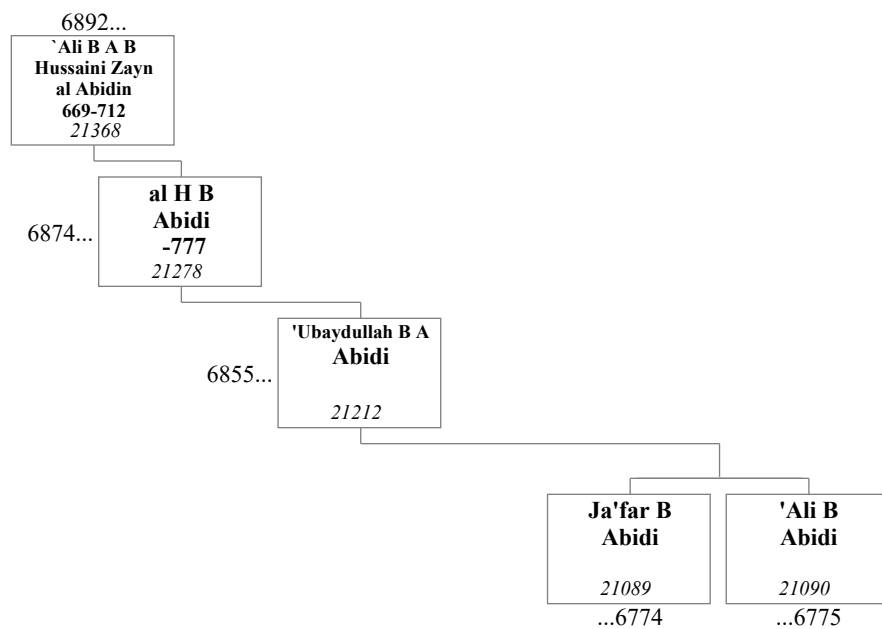 6892...
`Ali B A B
Hussaini Zayn
al Abidin
669-712
21368
al H B
Abidi
-777
6874...
21278
'Ubaydullah B A
Abidi
6855...
21212
Ja'far B
Abidi
21089
...6774
'Ali B
Abidi
21090
...6775